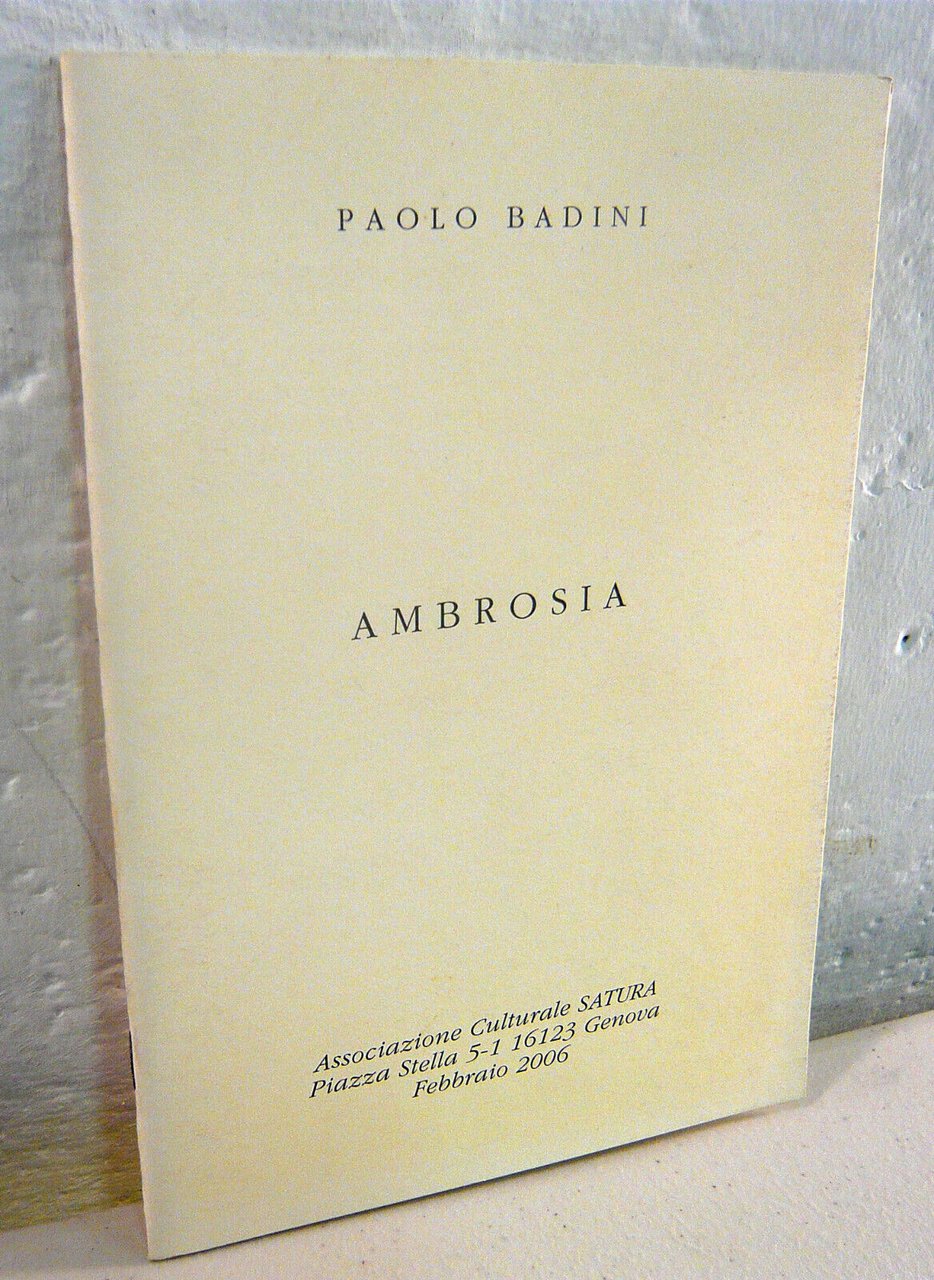 PAOLO BADINI
AMBROSIA
Associazione Culturale SATURA
Piazza Stella 5-1 16123 Genova
Febbraio 2006